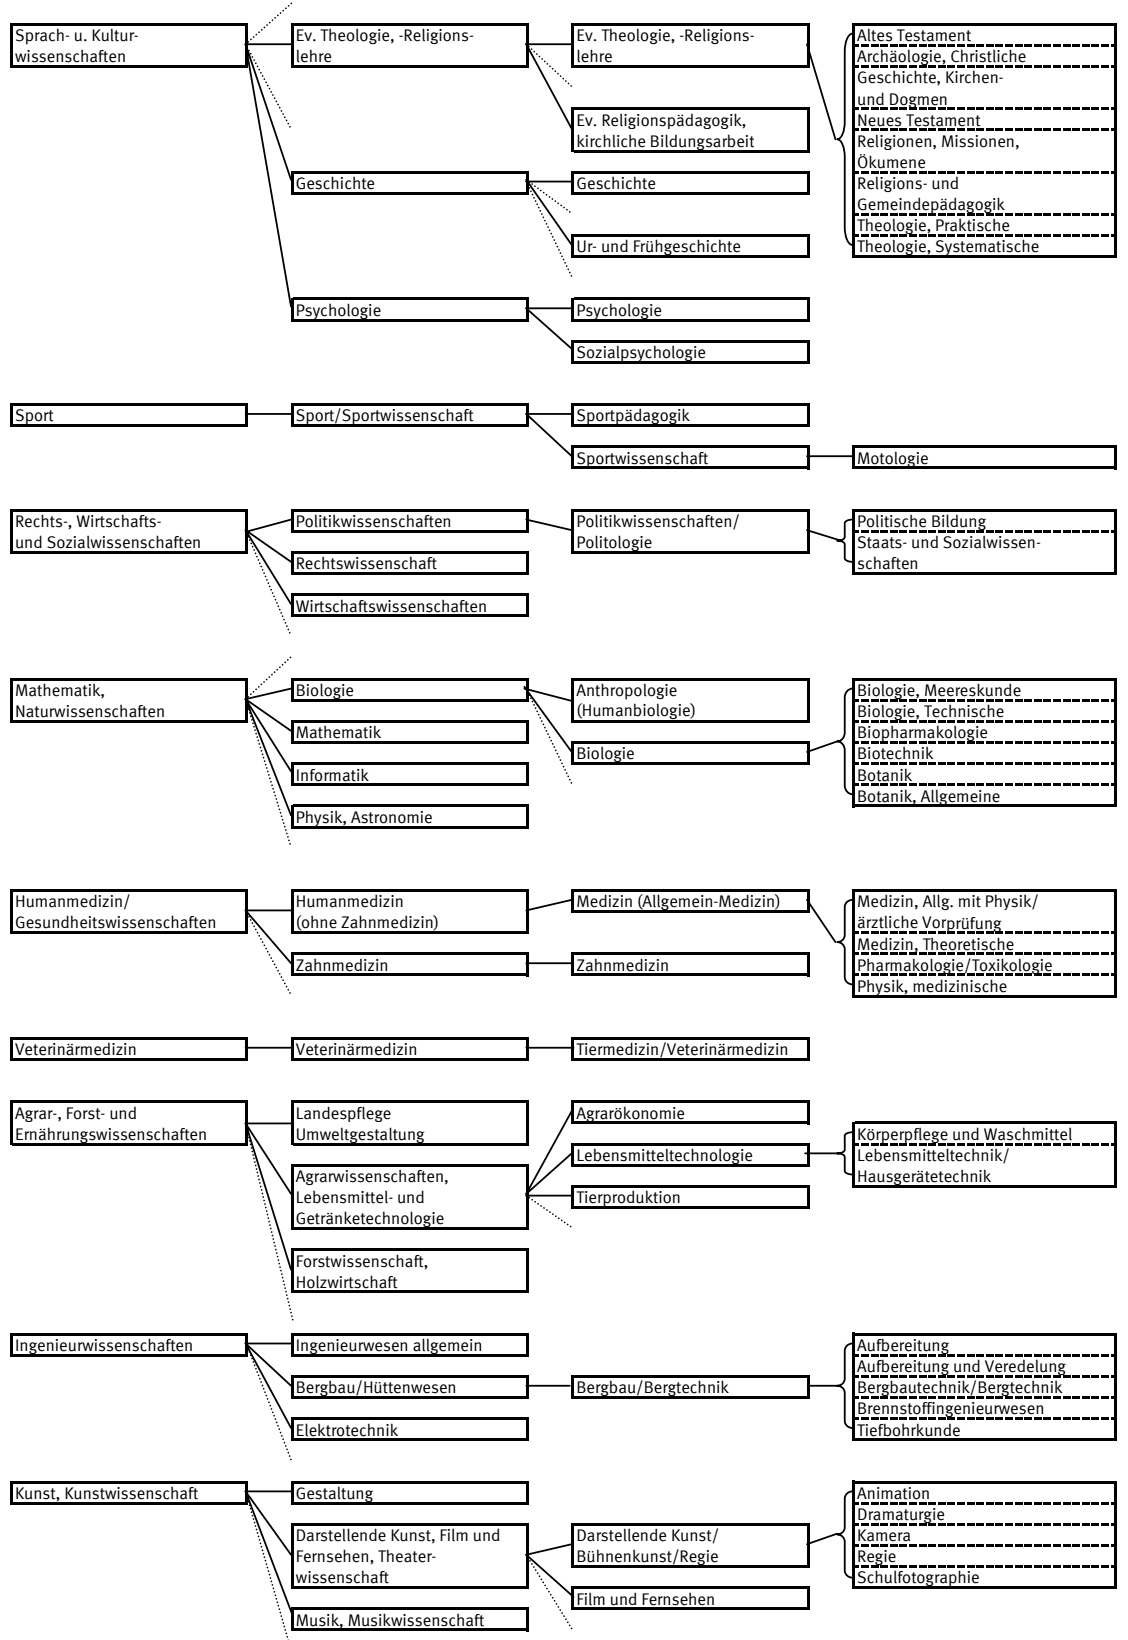 Sprach- u. Kultur-
wissenschaften
Ev. Theologie, -Religions-
lehre
Ev. Theologie, -Religions-
lehre
Altes Testament
Archäologie, Christliche
Geschichte, Kirchen-
und Dogmen
Neues Testament
Religionen, Missionen,
Ökumene
Religions- und
Gemeindepädagogik
Theologie, Praktische
Theologie, Systematische
Ev. Religionspädagogik,
kirchliche Bildungsarbeit
Geschichte
Geschichte
Ur- und Frühgeschichte
Psychologie
Psychologie
Sozialpsychologie
Sport
Sport/Sportwissenschaft
Sportpädagogik
Sportwissenschaft
Motologie
Rechts-, Wirtschafts-
und Sozialwissenschaften
Politikwissenschaften
Politikwissenschaften/
Politologie
Politische Bildung
Staats- und Sozialwissen-
schaften
Rechtswissenschaft
Wirtschaftswissenschaften
Mathematik,
Naturwissenschaften
Biologie
Anthropologie
(Humanbiologie)
Biologie
Biologie, Meereskunde
Biologie, Technische
Biopharmakologie
Biotechnik
Botanik
Botanik, Allgemeine
Mathematik
Informatik
Physik, Astronomie
Humanmedizin/
Gesundheitswissenschaften
Humanmedizin
(ohne Zahnmedizin)
Medizin (Allgemein-Medizin)
Medizin, Allg. mit Physik/
ärztliche Vorprüfung
Medizin, Theoretische
Pharmakologie/Toxikologie
Physik, medizinische
Zahnmedizin
Zahnmedizin
Veterinärmedizin
Veterinärmedizin
Tiermedizin/Veterinärmedizin
Agrar-, Forst- und
Ernährungswissenschaften
Landespflege
Umweltgestaltung
Agrarwissenschaften,
Lebensmittel- und
Getränketechnologie
Agrarökonomie
Lebensmitteltechnologie
Körperpflege und Waschmittel
Lebensmitteltechnik/
Hausgerätetechnik
Tierproduktion
Forstwissenschaft,
Holzwirtschaft
Ingenieurwissenschaften
Ingenieurwesen allgemein
Bergbau/Hüttenwesen
Bergbau/Bergtechnik
Aufbereitung
Aufbereitung und Veredelung
Bergbautechnik/Bergtechnik
Brennstoffingenieurwesen
Tiefbohrkunde
Elektrotechnik
Kunst, Kunstwissenschaft
Gestaltung
Darstellende Kunst, Film und
Fernsehen, Theater-
wissenschaft
Darstellende Kunst/
Bühnenkunst/Regie
Animation
Dramaturgie
Kamera
Regie
Schulfotographie
Film und Fernsehen
Musik, Musikwissenschaft